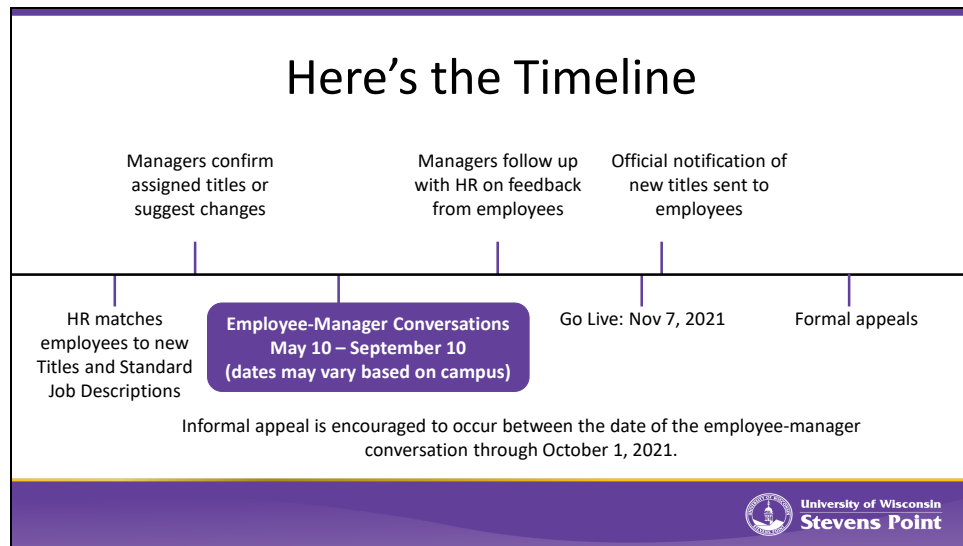 Here’s the Timeline
Managers confirm
assigned titles or
suggest changes
Managers follow up
with HR on feedback
from employees
Official notification of
new titles sent to
employees
HR matches
employees to new
Titles and Standard
Job Descriptions
Employee-Manager Conversations
May 10 – September 10
(dates may vary based on campus)
Go Live: Nov 7, 2021
Formal appeals
Informal appeal is encouraged to occur between the date of the employee-manager
conversation through October 1, 2021.
University of Wisconsin
Stevens Point